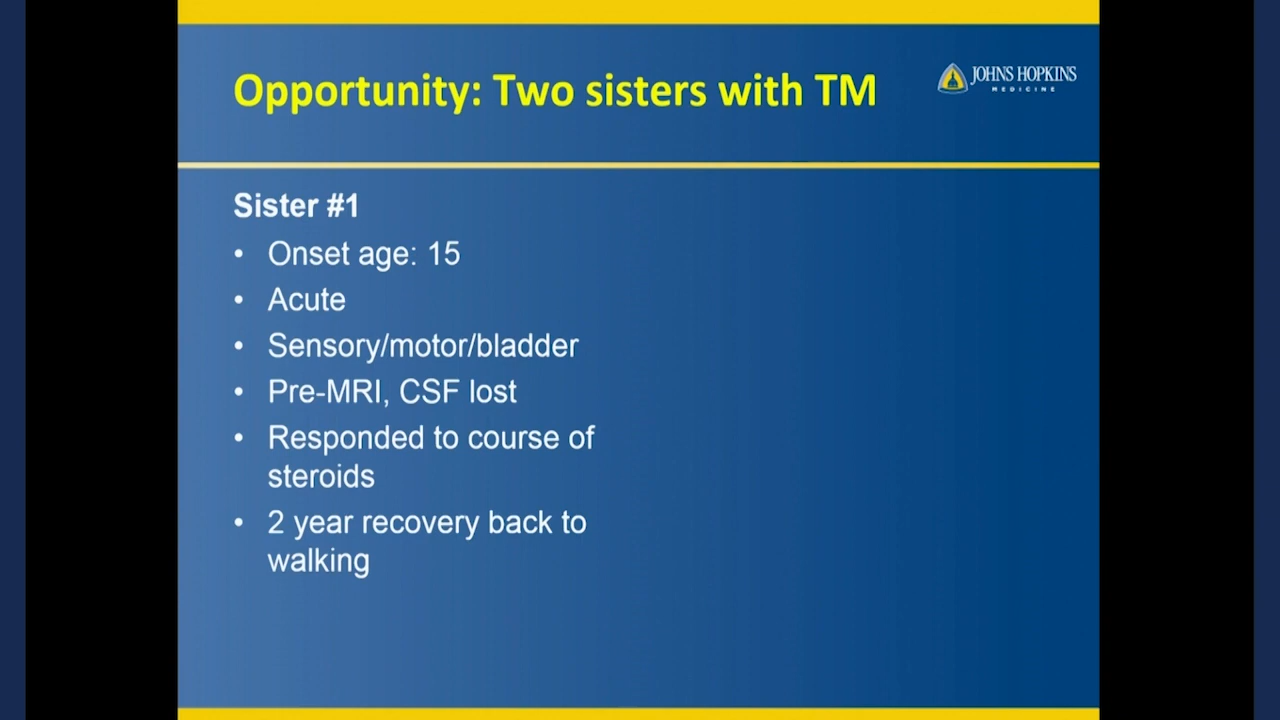 Opportunity: Two sisters with TM
JOHNS HOPKINS
MEDICINE
Sister #1
• Onset age: 15
• Acute
• Sensory/motor/bladder
• Pre-MRI, CSF lost
• Responded to course of
steroids
• 2 year recovery back to
walking